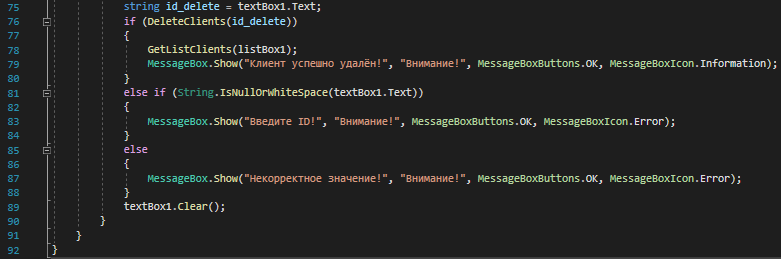 75 string id_delete = textBox1.Text;
76 if (DeleteClients(id_delete))
77 {
78 GetListClients(listBox1);
79 MessageBox.Show("Клиент успешно удалён!", "Внимание!", MessageBoxButtons.OK, MessageBoxIcon.Information);
80 }
81 else if (String.IsNullOrWhiteSpace(textBox1.Text))
82 {
83 MessageBox.Show("Введите ID!", "Внимание!", MessageBoxButtons.OK, MessageBoxIcon.Error);
84 }
85 else
86 {
87 MessageBox.Show("Некорректное значение!", "Внимание!", MessageBoxButtons.OK, MessageBoxIcon.Error);
88 }
89 textBox1.Clear();
90 }
91 }
92 }